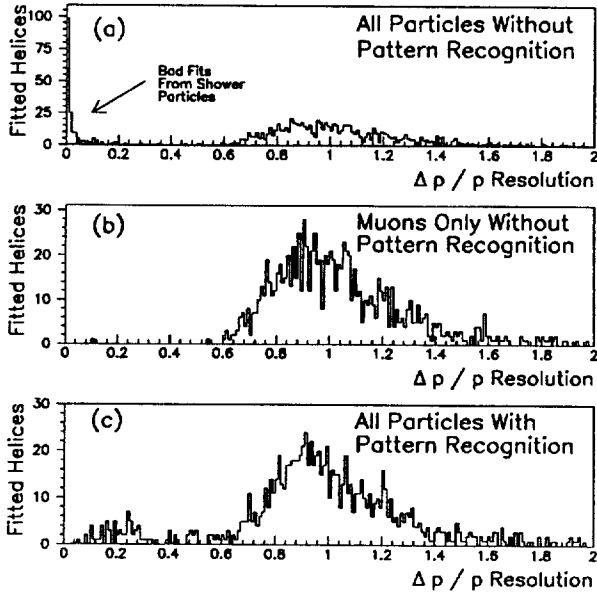 (a)
All Particles Without
Pattern Recognition
Bad Fits
From Shower
Particles
Fitted Helices
100
75
50
25
0
0 0.2 0.4 0.6 0.8 1 1.2 1.4 1.6 1.8 2
Δ p / p Resolution
(b)
Muons Only Without
Pattern Recognition
Fitted Helices
30
20
10
0
0 0.2 0.4 0.6 0.8 1 1.2 1.4 1.6 1.8 2
Δ p / p Resolution
(c)
All Particles With
Pattern Recognition
Fitted Helices
30
20
10
0
0 0.2 0.4 0.6 0.8 1 1.2 1.4 1.6 1.8 2
Δ p / p Resolution